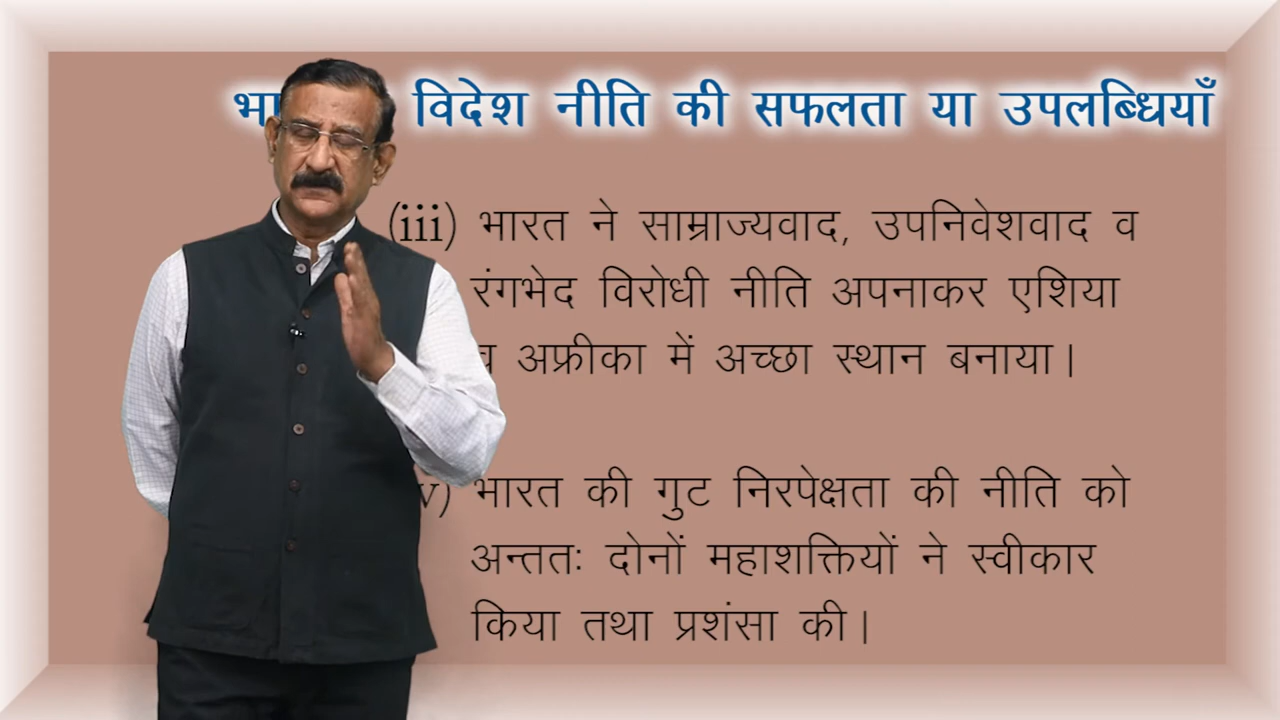 विदेश नीति की सफलता या उपलब्धियाँ
(iii) भारत ने साम्राज्यवाद, उपनिवेशवाद व
रंगभेद विरोधी नीति अपनाकर एशिया
व अफ्रीका में अच्छा स्थान बनाया।
भारत की गुट निरपेक्षता की नीति को
अन्ततः दोनों महाशक्तियों ने स्वीकार
किया तथा प्रशंसा की।